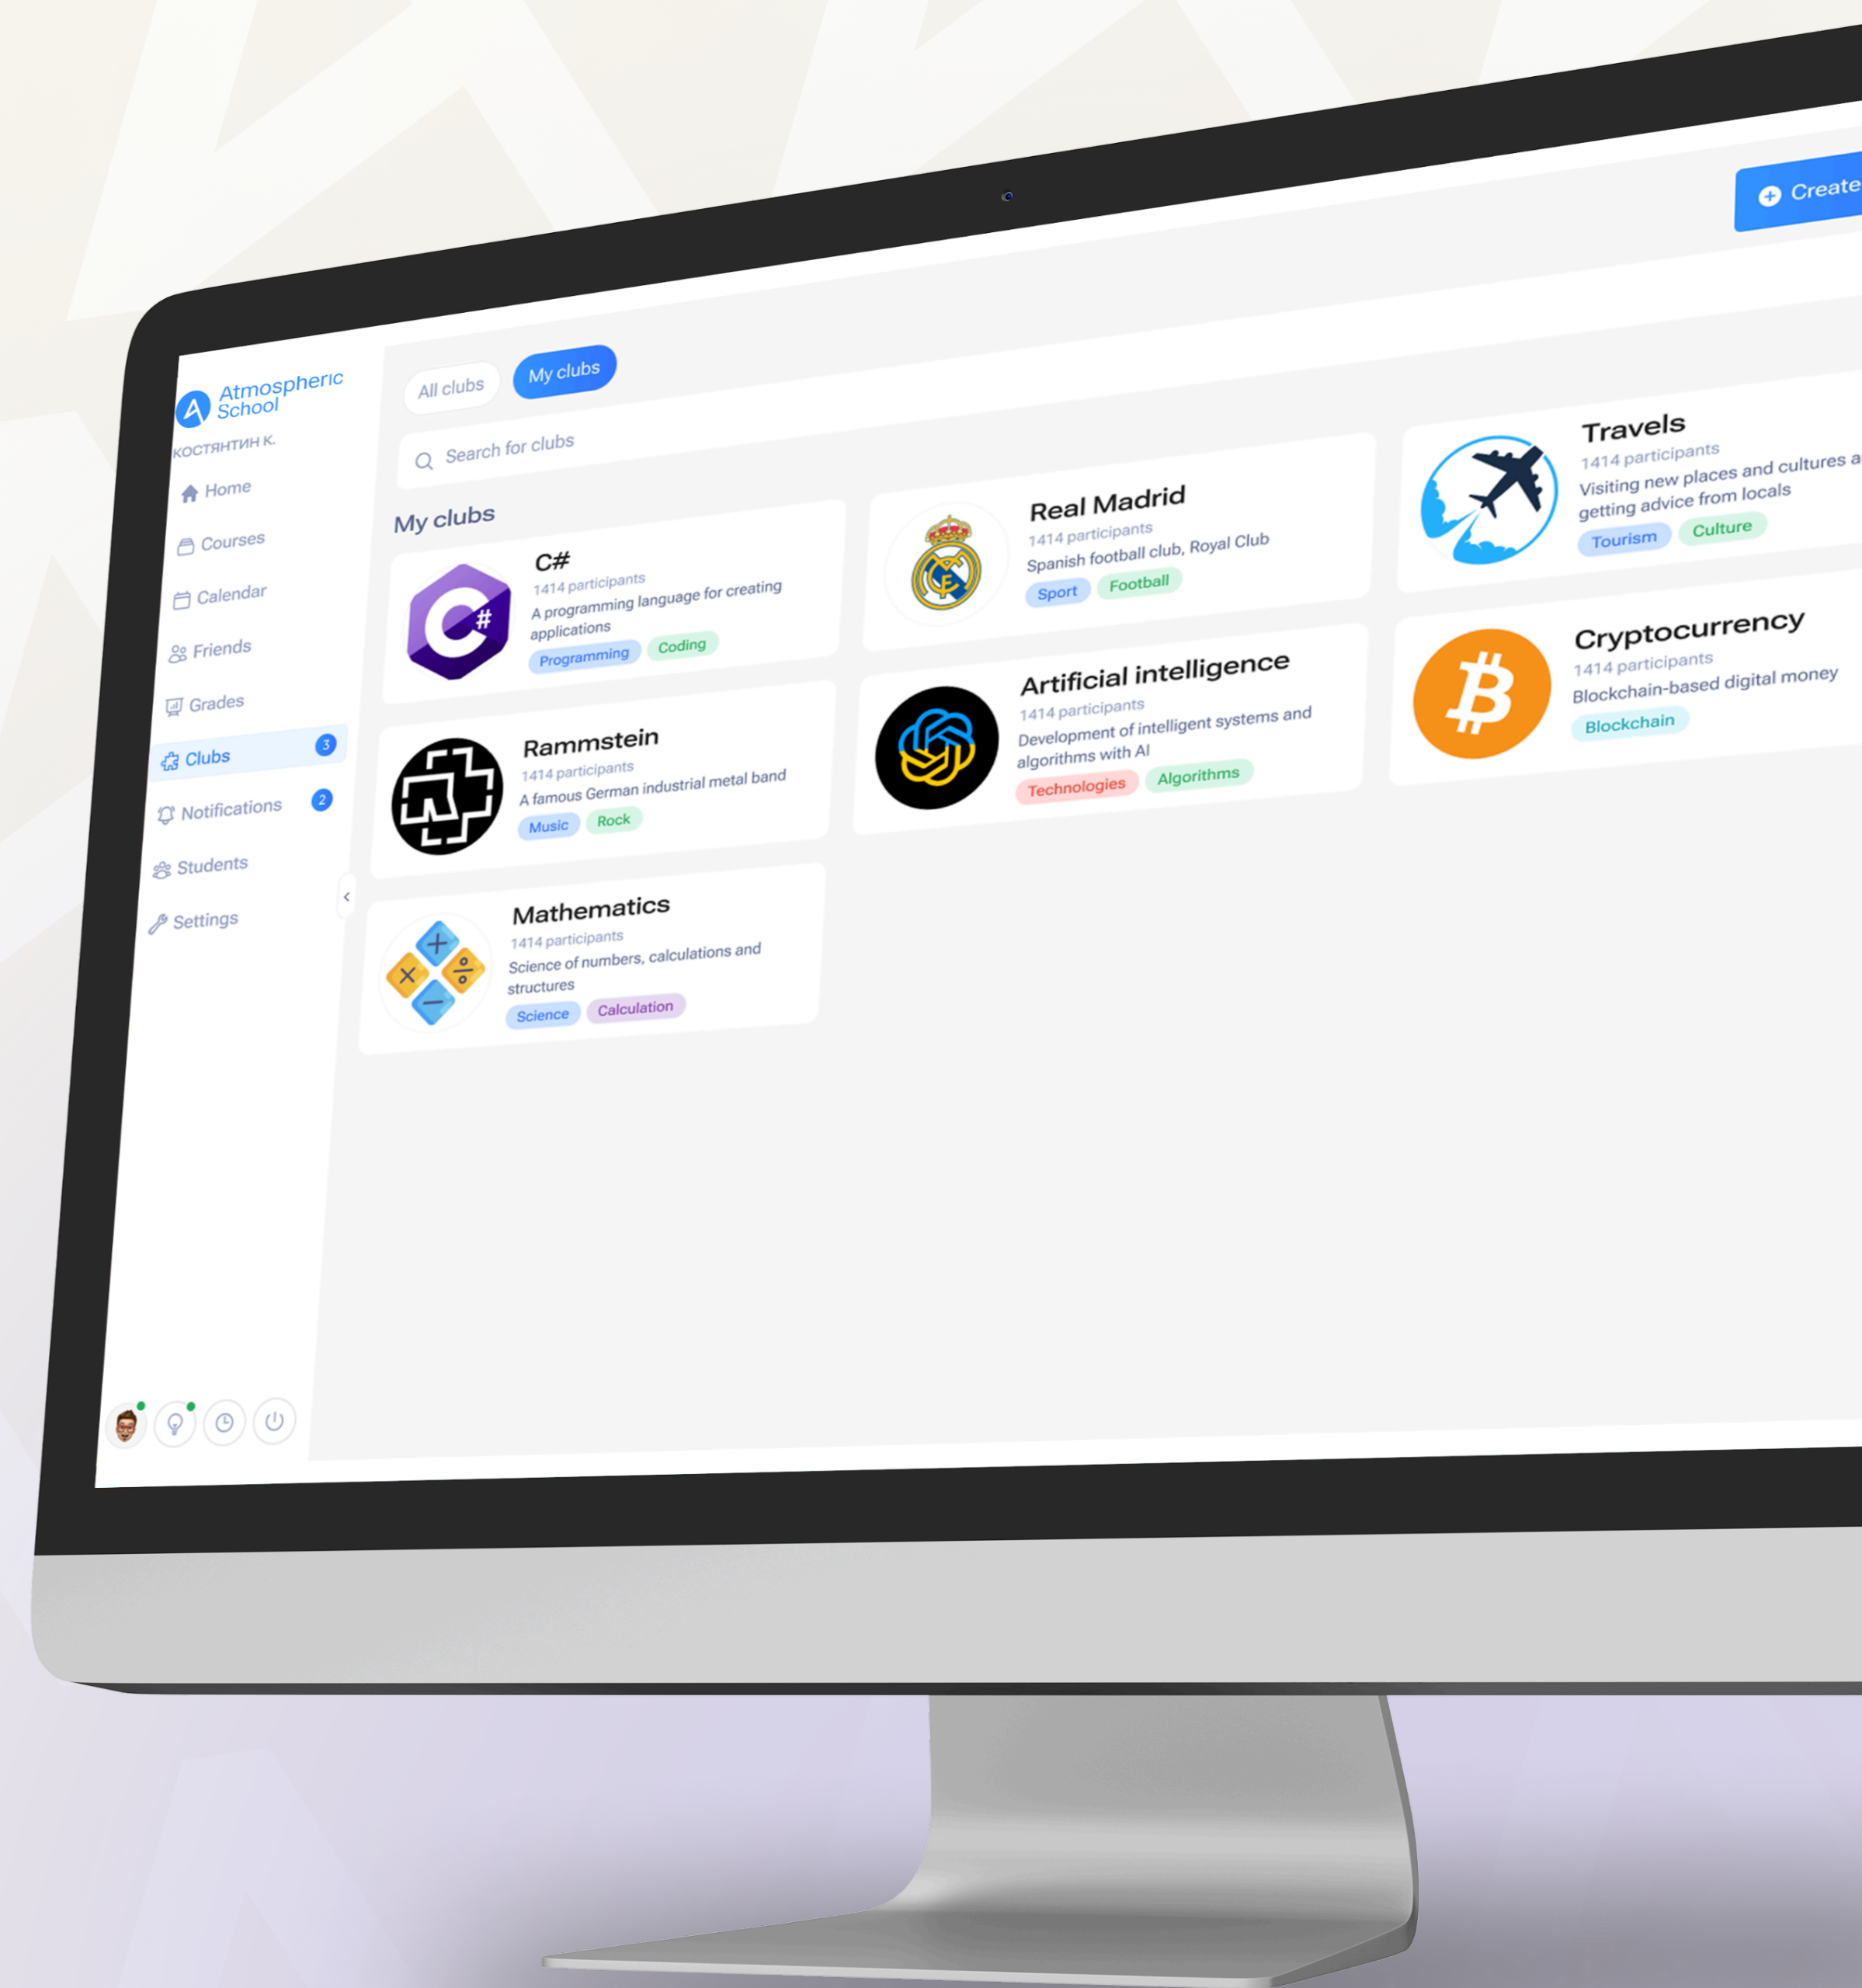 Atmospheric
School
КОСТЯНТИН К.
Home
Courses
Calendar
Friends
Grades
Clubs
3
Notifications
2
Students
Settings
Create
All clubs
My clubs
Search for clubs
My clubs
C#
1414 participants
A programming language for creating
applications
Programming
Coding
Real Madrid
1414 participants
Spanish football club, Royal Club
Sport
Football
Travels
1414 participants
Visiting new places and cultures
getting advice from locals
Tourism
Culture
Rammstein
1414 participants
A famous German industrial metal band
Music
Rock
Artificial intelligence
1414 participants
Development of intelligent systems and
algorithms with AI
Technologies
Algorithms
Cryptocurrency
1414 participants
Blockchain-based digital money
Blockchain
Mathematics
1414 participants
Science of numbers, calculations and
structures
Science
Calculation